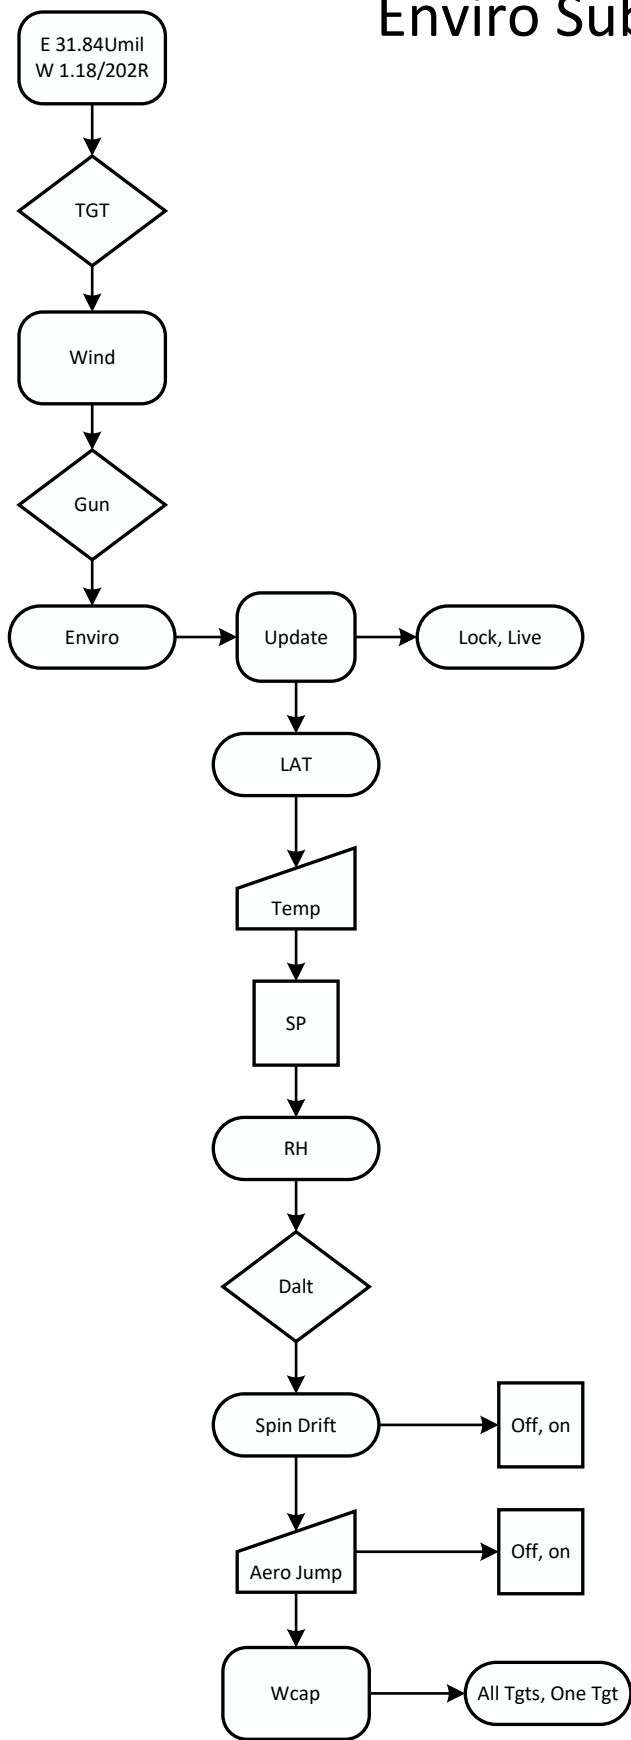 Enviro Sub
E 31.84Umil
W 1.18/202R
TGT
Wind
Gun
Enviro
Update
Lock, Live
LAT
Temp
SP
RH
Dalt
Spin Drift
Off, on
Aero Jump
Off, on
Wcap
All Tgts, One Tgt